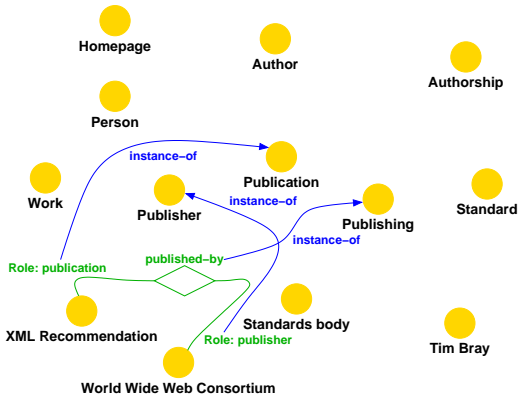 Homepage
Author
Authorship
Person
instance-of
Publication
Work
Publisher
instance-of
Publishing
Standard
instance-of
published-by
Role: publication
XML Recommendation
Standards body
Role: publisher
Tim Bray
World Wide Web Consortium